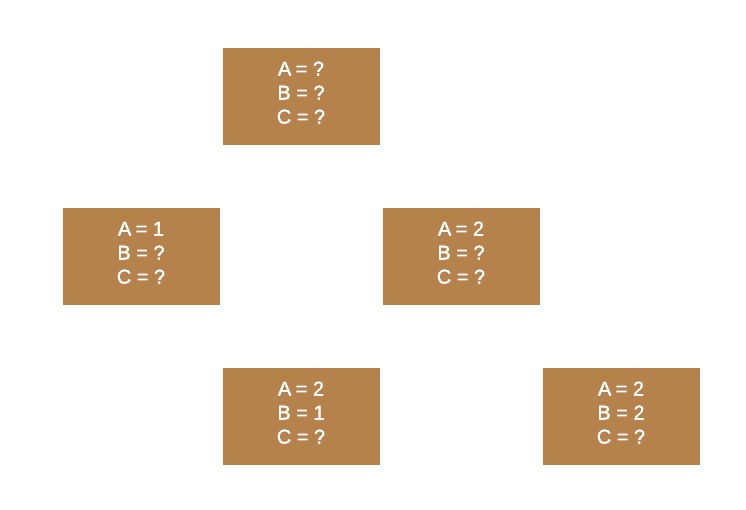 A = ?
B = ?
C = ?
A = 1
B = ?
C = ?
A = 2
B = ?
C = ?
A = 2
B = 1
C = ?
A = 2
B = 2
C = ?